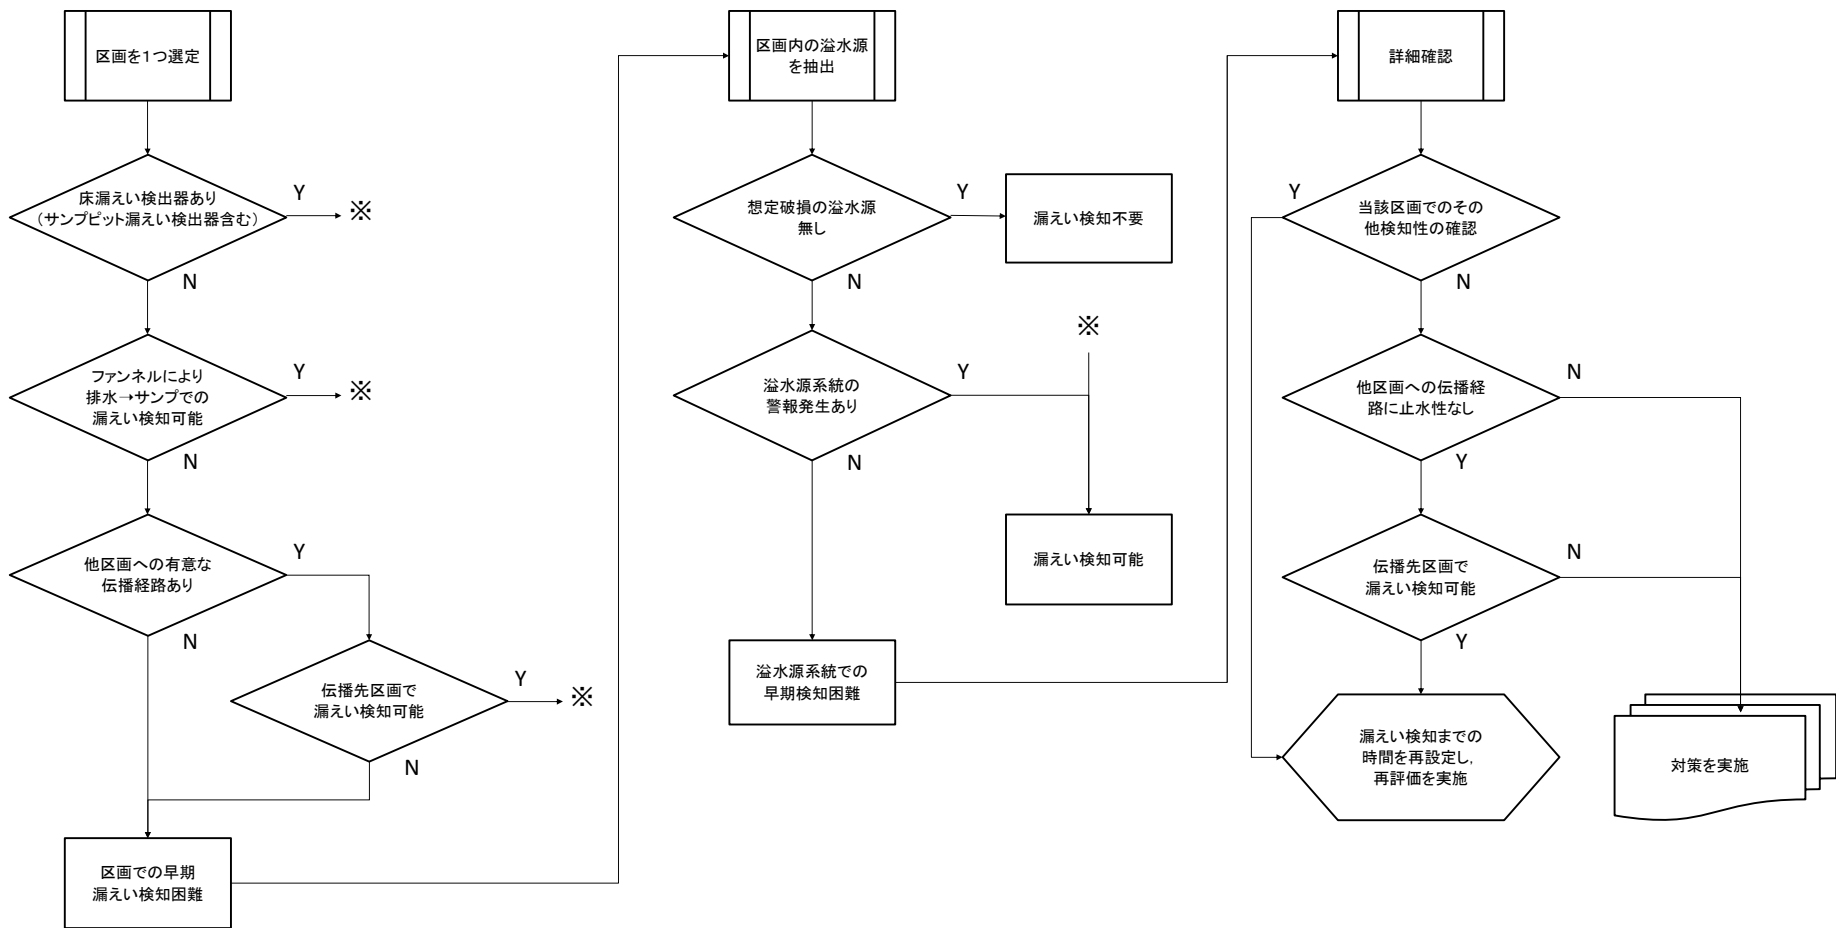 区画を1つ選定
床漏えい検出器あり
(サンプピット漏えい検出器含む)
Y
※
N
ファンネルにより
排水→サンプでの
漏えい検知可能
Y
※
N
他区画への有意な
伝播経路あり
Y
N
伝播先区画で
漏えい検知可能
Y
※
N
区画での早期
漏えい検知困難
区画内の溢水源
を抽出
想定破損の溢水源
無し
Y
漏えい検知不要
N
※
溢水源系統の
警報発生あり
Y
N
漏えい検知可能
溢水源系統での
早期検知困難
詳細確認
Y
当該区画でのその
他検知性の確認
N
他区画への伝播経
路に止水性なし
N
Y
伝播先区画で
漏えい検知可能
N
Y
漏えい検知までの
時間を再設定し,
再評価を実施
対策を実施